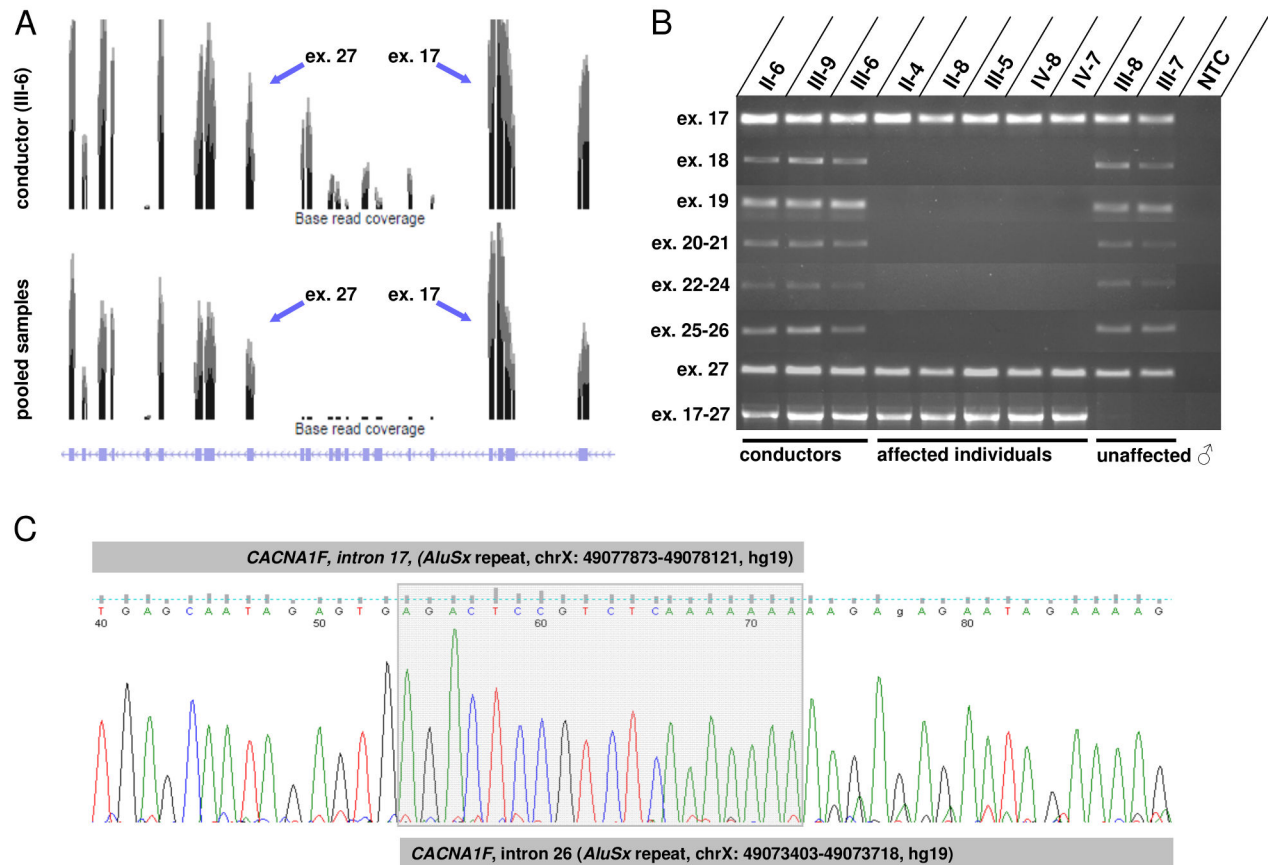 A
conductor (III-6)
ex. 27
ex. 17
Base read coverage
pooled samples
ex. 27
ex. 17
Base read coverage
B
II-6
III-9
III-6
II-4
II-8
III-5
IV-8
IV-7
III-8
III-7
NTC
ex. 17
ex. 18
ex. 19
ex. 20-21
ex. 22-24
ex. 25-26
ex. 27
ex. 17-27
conductors
affected individuals
unaffected ♂
C
CACNA1F, intron 17, (AluSx repeat, chrX: 49077873-49078121, hg19)
T G A G C A A T A G A G T G A G A C T C C G T C T C A A A A A A A A A G A g A G A A T A G A A A A G
40 50 60 70 80
CACNA1F, intron 26 (AluSx repeat, chrX: 49073403-49073718, hg19)